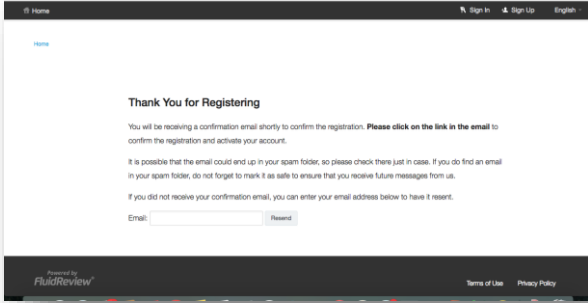 Home
Sign In Sign Up English
Home
Thank You for Registering
You will be receiving a confirmation email shortly to confirm the registration. Please click on the link in the email to
confirm the registration and activate your account.
It is possible that the email could end up in your spam folder, so please check there just in case. If you do find an email
in your spam folder, do not forget to mark it as safe to ensure that you receive future messages from us.
If you did not receive your confirmation email, you can enter your email address below to have it resent.
Email: Resend
Powered by
FluidReview
Terms of Use Privacy Policy